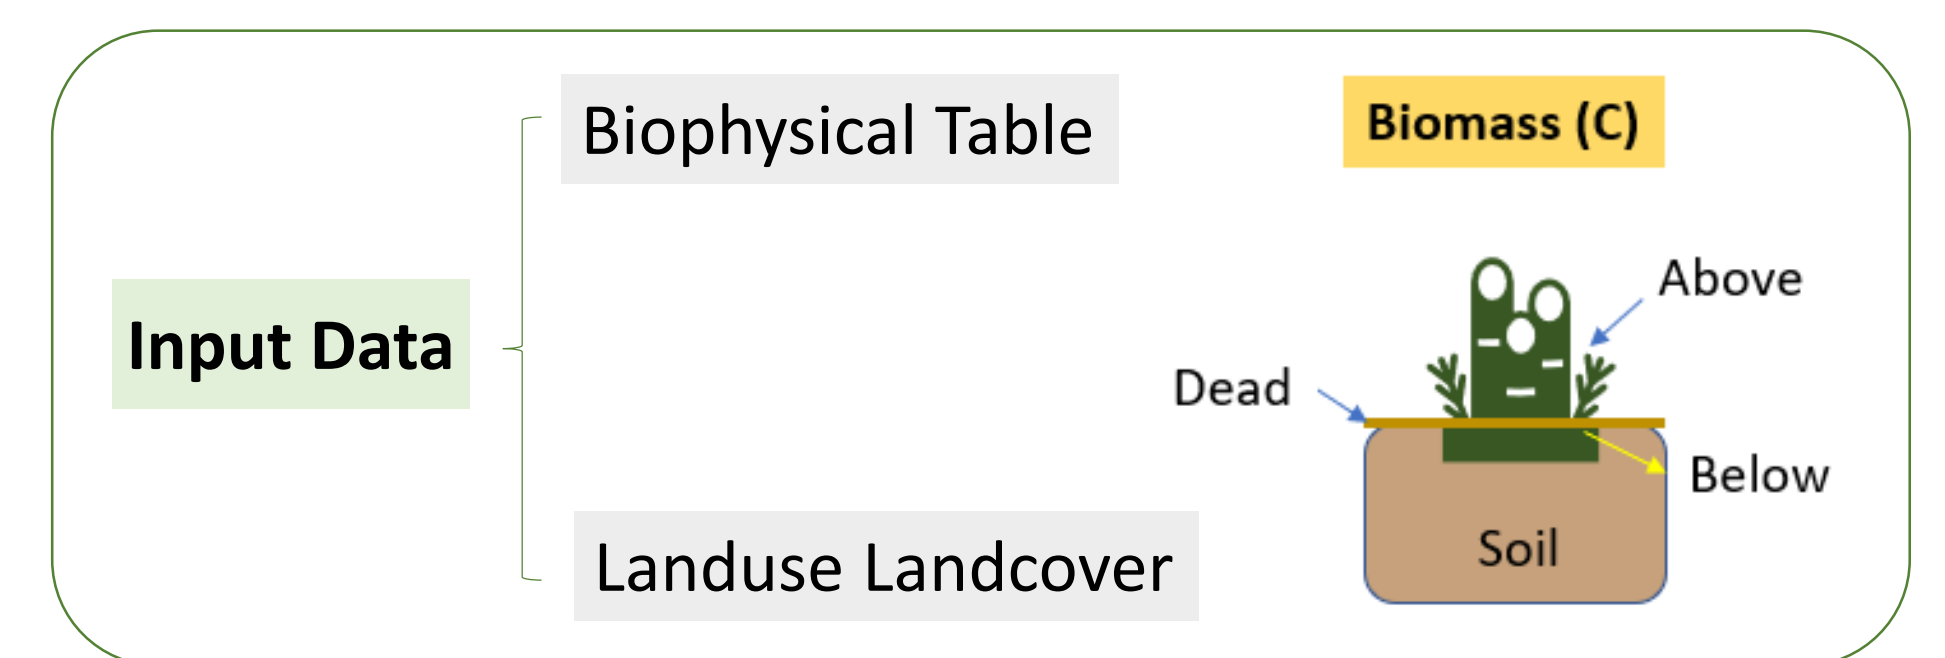 Input Data
Biophysical Table
Landuse Landcover
Biomass (C)
Above
Dead
Below
Soil